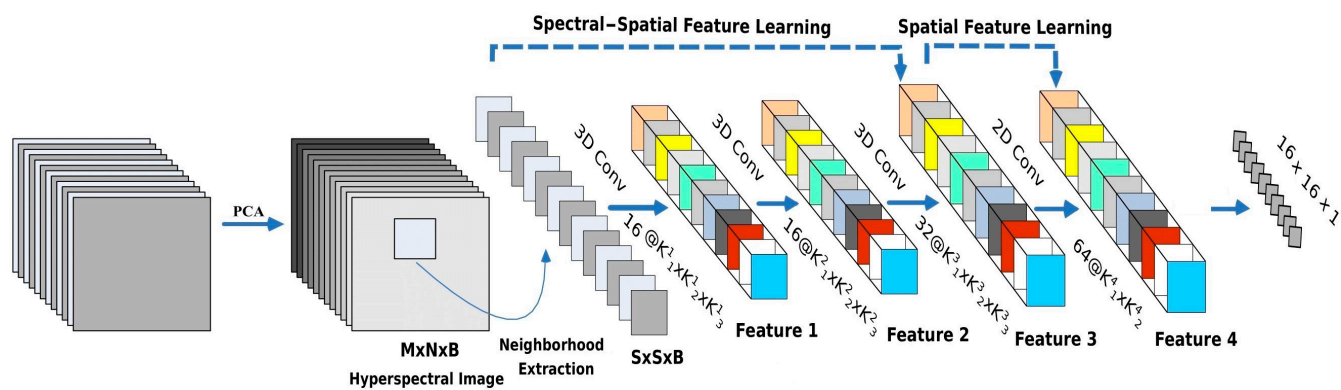 Spectral–Spatial Feature Learning
Spatial Feature Learning
PCA
MxNxB
Hyperspectral Image
Neighborhood
Extraction
SxSxB
3D Conv
16 @K¹₁xK¹₂xK¹₃
Feature 1
3D Conv
16@K²₁xK²₂xK²₃
Feature 2
3D Conv
32@K³₁xK³₂xK³₃
Feature 3
2D Conv
64@K⁴₁xK⁴₂
Feature 4
16 x 16 x 1